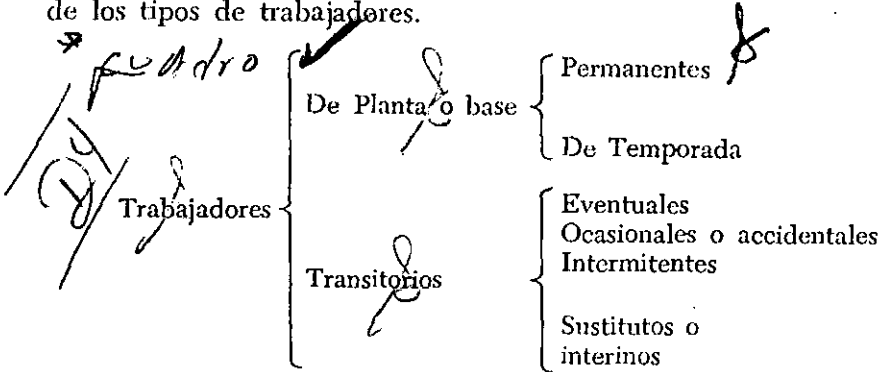 de los tipos de trabajadores.
cuadro
De Planta o base
Permanentes
De Temporada
Trabajadores
Transitorios
Eventuales
Ocasionales o accidentales
Intermitentes
Sustitutos o
interinos